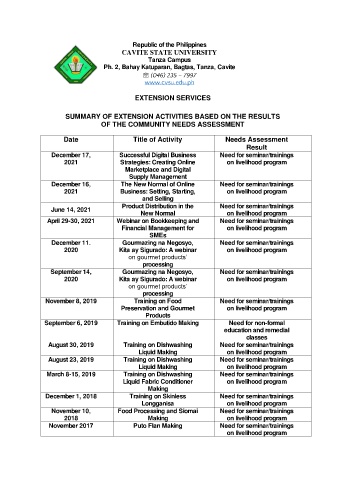 Republic of the Philippines
CAVITE STATE UNIVERSITY
Tanza Campus
Ph. 2, Bahay Katuparan, Bagtas, Tanza, Cavite
☏ (046) 235 – 7997
www.cvsu.edu.ph
EXTENSION SERVICES
SUMMARY OF EXTENSION ACTIVITIES BASED ON THE RESULTS
OF THE COMMUNITY NEEDS ASSESSMENT
Date Title of Activity Needs Assessment
Result
December 17, Successful Digital Business Need for seminar/trainings
2021 Strategies: Creating Online on livelihood program
Marketplace and Digital
Supply Management
December 16, The New Normal of Online Need for seminar/trainings
2021 Business: Setting, Starting, on livelihood program
and Selling
June 14, 2021 Product Distribution in the Need for seminar/trainings
New Normal on livelihood program
April 29-30, 2021 Webinar on Bookkeeping and Need for seminar/trainings
Financial Management for on livelihood program
SMEs
December 11. Gourmazing na Negosyo, Need for seminar/trainings
2020 Kita ay Sigurado: A webinar on livelihood program
on gourmet products'
processing
September 14, Gourmazing na Negosyo, Need for seminar/trainings
2020 Kita ay Sigurado: A webinar on livelihood program
on gourmet products'
processing
November 8, 2019 Training on Food Need for seminar/trainings
Preservation and Gourmet on livelihood program
Products
September 6, 2019 Training on Embutido Making Need for non-formal
education and remedial
classes
August 30, 2019 Training on Dishwashing Need for seminar/trainings
Liquid Making on livelihood program
August 23, 2019 Training on Dishwashing Need for seminar/trainings
Liquid Making on livelihood program
March 8-15, 2019 Training on Dishwashing Need for seminar/trainings
Liquid Fabric Conditioner on livelihood program
Making
December 1, 2018 Training on Skinless Need for seminar/trainings
Longganisa on livelihood program
November 10, Food Processing and Siomai Need for seminar/trainings
2018 Making on livelihood program
November 2017 Puto Flan Making Need for seminar/trainings
on livelihood program